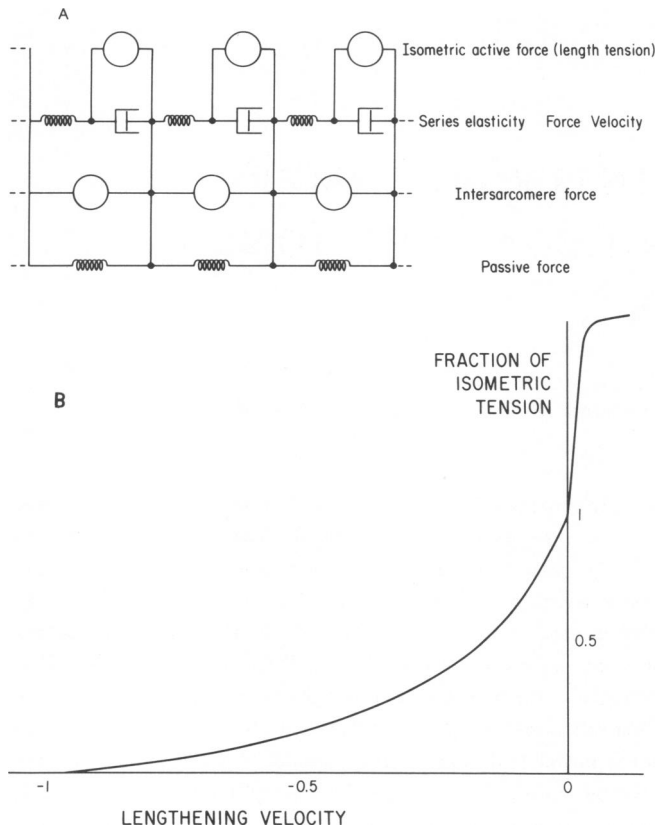 A
Isometric active force (length tension)
Series elasticity Force Velocity
Intersarcomere force
Passive force
B
FRACTION OF
ISOMETRIC
TENSION
1
0.5
-1
-0.5
0
LENGTHENING VELOCITY